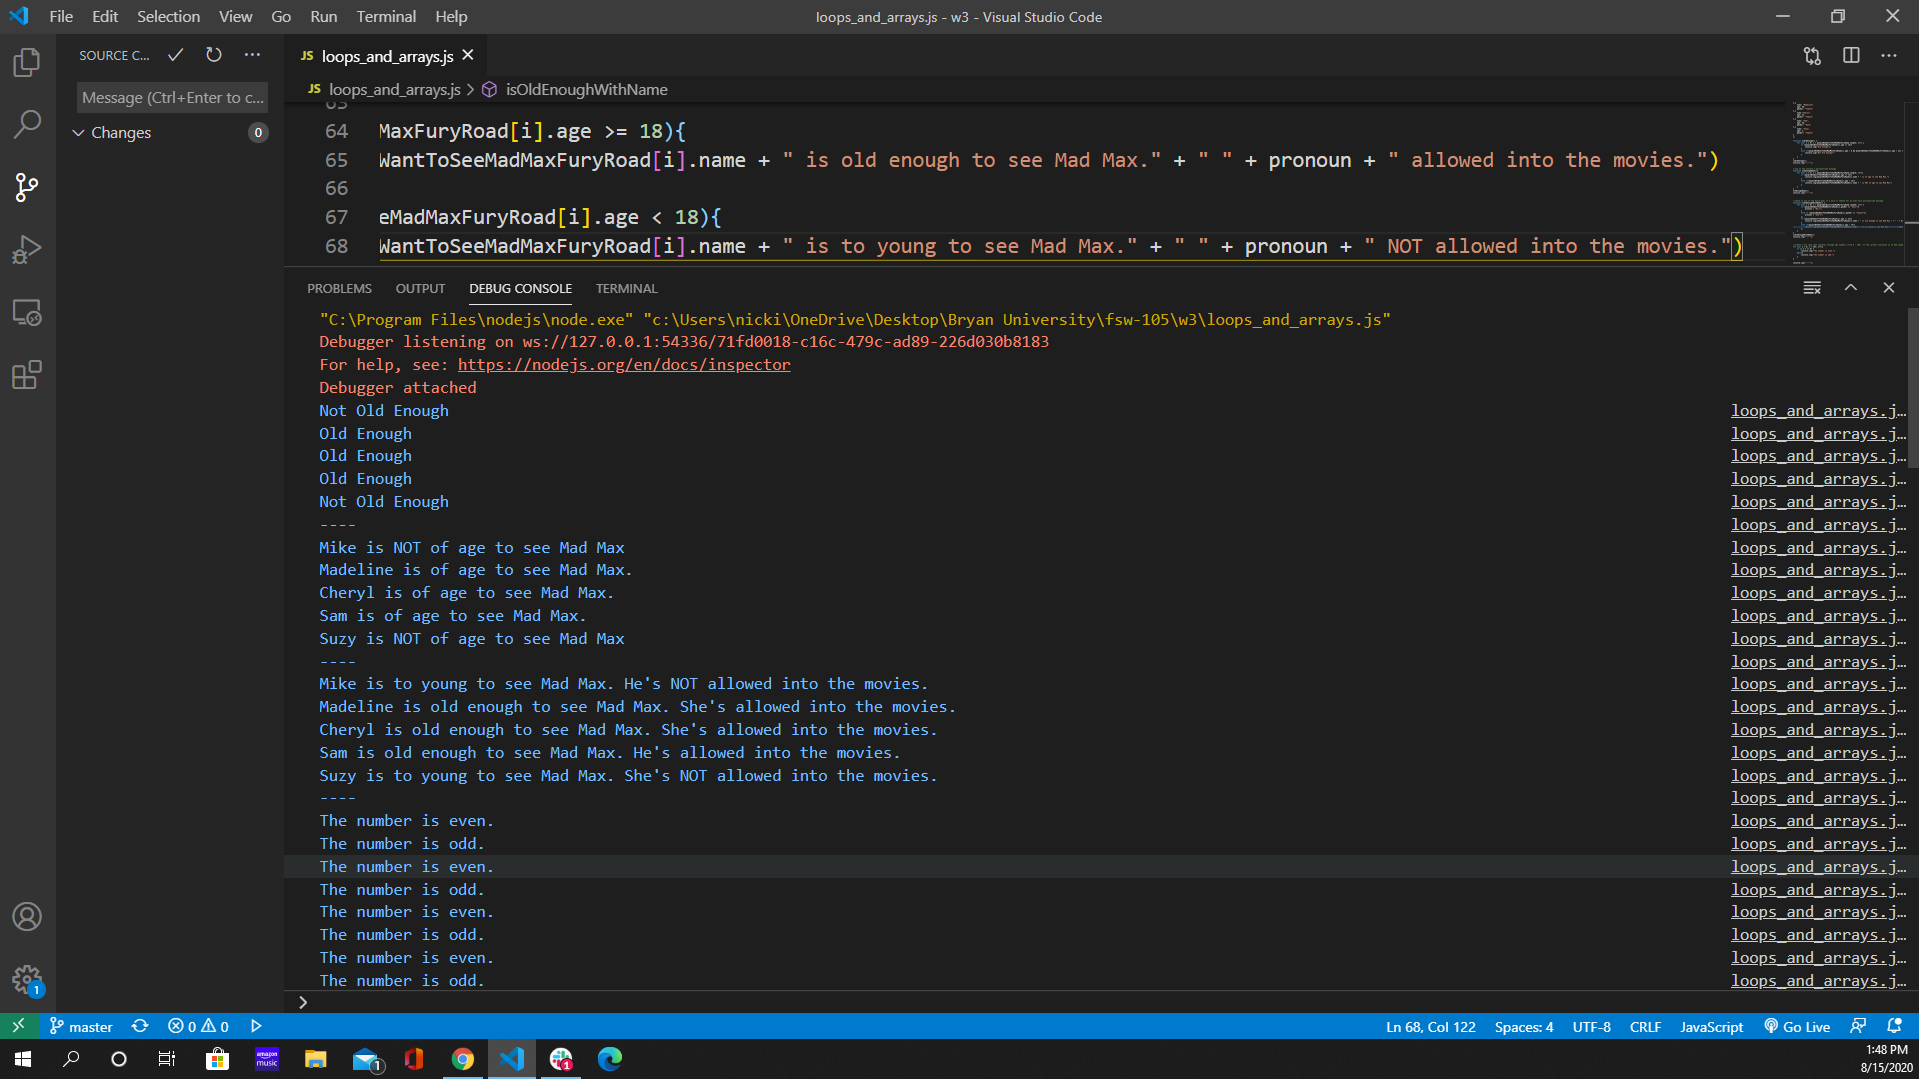 File Edit Selection View Go Run Terminal Help
loops_and_arrays.js - w3 - Visual Studio Code
SOURCE C...
JS loops_and_arrays.js
Message (Ctrl+Enter to c...
JS loops_and_arrays.js > isOldEnoughWithName
Changes 0
63
64 MaxFuryRoad[i].age >= 18){
65 WantToSeeMadMaxFuryRoad[i].name + " is old enough to see Mad Max." + " " + pronoun + " allowed into the movies.")
66
67 eMadMaxFuryRoad[i].age < 18){
68 WantToSeeMadMaxFuryRoad[i].name + " is to young to see Mad Max." + " " + pronoun + " NOT allowed into the movies.")
PROBLEMS OUTPUT DEBUG CONSOLE TERMINAL
"C:\Program Files\nodejs\node.exe" "c:\Users\nicki\OneDrive\Desktop\Bryan University\fsw-105\w3\loops_and_arrays.js"
Debugger listening on ws://127.0.0.1:54336/71fd0018-c16c-479c-ad89-226d030b8183
For help, see: https://nodejs.org/en/docs/inspector
Debugger attached
Not Old Enough loops_and_arrays.j...
Old Enough loops_and_arrays.j...
Old Enough loops_and_arrays.j...
Old Enough loops_and_arrays.j...
Not Old Enough loops_and_arrays.j...
---- loops_and_arrays.j...
Mike is NOT of age to see Mad Max loops_and_arrays.j...
Madeline is of age to see Mad Max. loops_and_arrays.j...
Cheryl is of age to see Mad Max. loops_and_arrays.j...
Sam is of age to see Mad Max. loops_and_arrays.j...
Suzy is NOT of age to see Mad Max loops_and_arrays.j...
---- loops_and_arrays.j...
Mike is to young to see Mad Max. He's NOT allowed into the movies. loops_and_arrays.j...
Madeline is old enough to see Mad Max. She's allowed into the movies. loops_and_arrays.j...
Cheryl is old enough to see Mad Max. She's allowed into the movies. loops_and_arrays.j...
Sam is old enough to see Mad Max. He's allowed into the movies. loops_and_arrays.j...
Suzy is to young to see Mad Max. She's NOT allowed into the movies. loops_and_arrays.j...
---- loops_and_arrays.j...
The number is even. loops_and_arrays.j...
The number is odd. loops_and_arrays.j...
The number is even. loops_and_arrays.j...
The number is odd. loops_and_arrays.j...
The number is even. loops_and_arrays.j...
The number is odd. loops_and_arrays.j...
The number is even. loops_and_arrays.j...
The number is odd. loops_and_arrays.j...
1
master 0 0 Ln 68, Col 122 Spaces: 4 UTF-8 CRLF JavaScript Go Live
amazon music
1
1
1:48 PM
8/15/2020